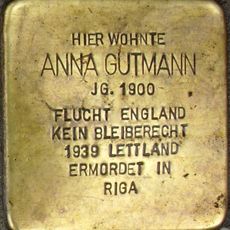 HIER WOHNTE
ANNA GUTMANN
JG. 1900
FLUCHT ENGLAND
KEIN BLEIBERECHT
1939 LETTLAND
ERMORDET IN
RIGA